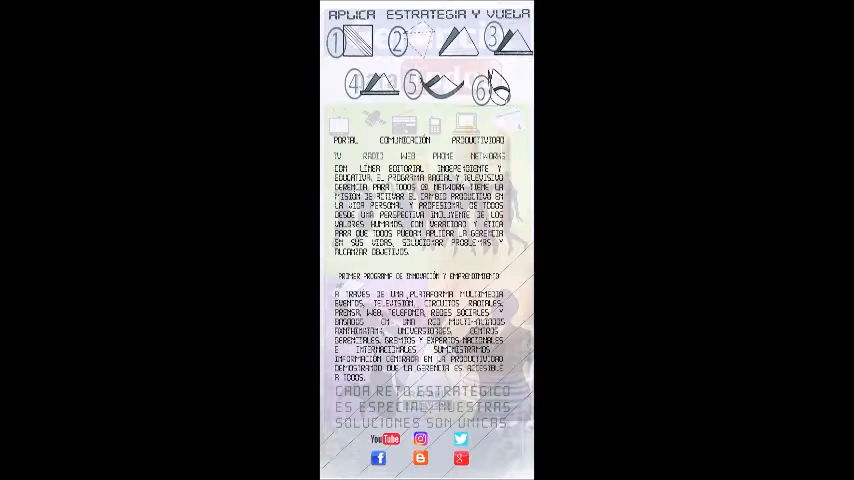 APLICA ESTRATEGIA Y VUELA
1 2 3
4 5 6
PORTAL COMUNICACIÓN PRODUCTIVIDAD
TV RADIO WEB PHONE NETWORKS
CON LÍNEA EDITORIAL INDEPENDIENTE Y
EDUCATIVA, EL PROGRAMA RADIAL Y TELEVISIVO
GERENCIA PARA TODOS @ NETWORK TIENE LA
MISION DE ACTIVAR EL CAMBIO PRODUCTIVO EN
LA VIDA PERSONAL Y PROFESIONAL DE TODOS
DESDE UNA PERSPECTIVA INCLUYENTE DE LOS
VALORES HUMANOS, CON VERACIDAD Y ETICA
PARA QUE TODOS PUEDAN APLICAR LA GERENCIA
EN SUS VIDAS, SOLUCIONAR PROBLEMAS Y
ALCANZAR OBJETIVOS.
PRIMER PROGRAMA DE INNOVACIÓN Y EMPRENDIMIENTO
A TRAVÉS DE UNA PLATAFORMA MULTIMEDIA
EVENTOS, TELEVISIÓN, CIRCUITOS RADIALES,
PRENSA, WEB, TELEFONÍA, REDES SOCIALES Y
BASADOS EN UNA RED MULTI-ALIADOS
UNIVERSIDADES, CENTROS
GERENCIALES, GREMIOS Y EXPERTOS NACIONALES
E INTERNACIONALES SUMINISTRAMOS
INFORMACIÓN CENTRADA EN LA PRODUCTIVIDAD
DEMOSTRANDO QUE LA GERENCIA ES ACCESIBLE
A TODOS.
CADA RETO ESTRATÉGICO
ES ESPECIAL, NUESTRAS
SOLUCIONES SON ÚNICAS.
YouTube